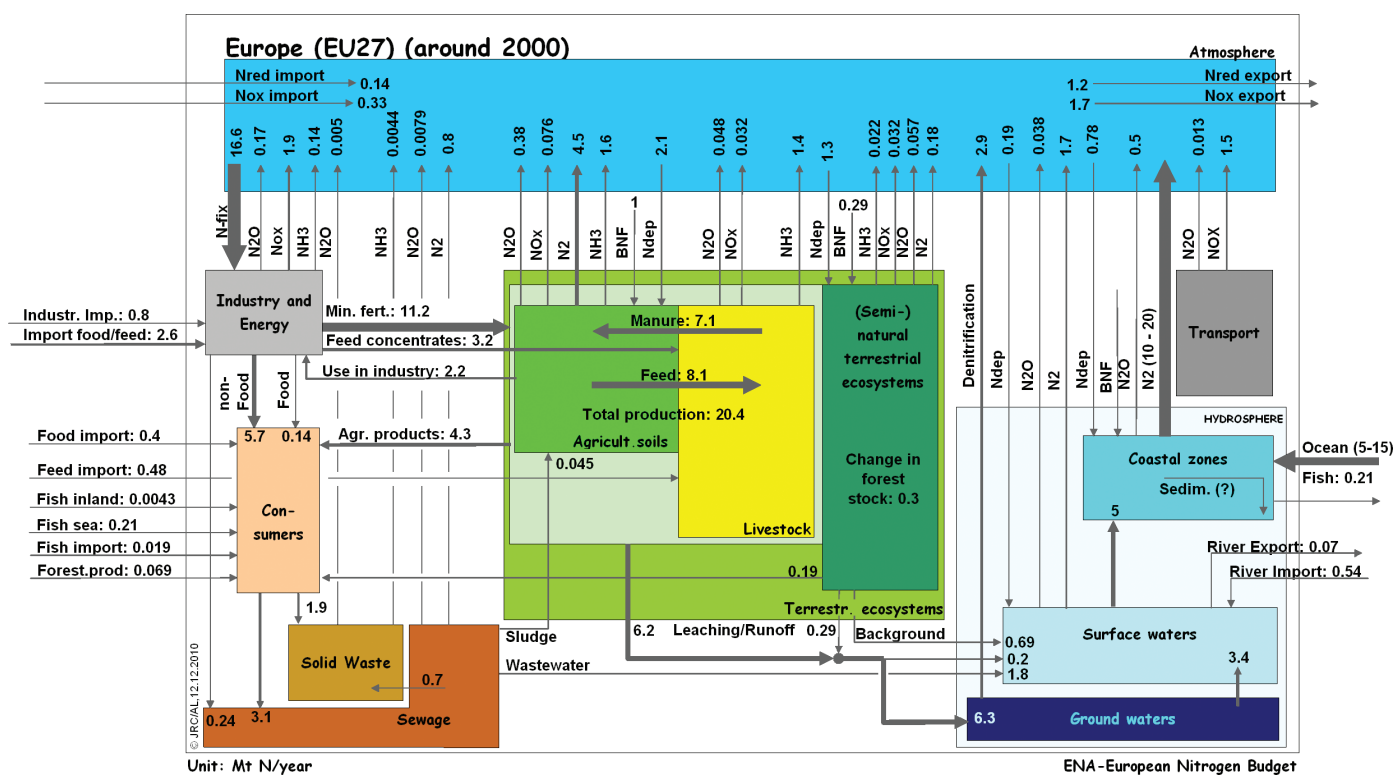 Europe (EU27) (around 2000)
Atmosphere
Nred import
0.14
Nox import
0.33
1.2
Nred export
1.7
Nox export
16.6
0.17
1.9
0.14
0.005
0.0044
0.0079
0.8
0.38
0.076
4.5
1.6
2.1
0.048
0.032
1.4
1.3
0.022
0.032
0.057
0.18
2.9
0.19
0.038
1.7
0.78
0.5
0.013
1.5
1
0.29
N-fix
N2O
Nox
NH3
N2O
NH3
N2O
N2
N2O
NOx
N2
NH3
BNF
Ndep
N2O
NOx
NH3
Ndep
BNF
NH3
NOx
N2O
N2
Denitrification
Ndep
N2O
N2
Ndep
BNF
N2O
N2 (10 - 20)
N2O
NOX
Industry and
Energy
Industr. Imp.: 0.8
Import food/feed: 2.6
Min. fert.: 11.2
Feed concentrates: 3.2
Use in industry: 2.2
Manure: 7.1
Feed: 8.1
Total production: 20.4
Agricult.soils
Livestock
(Semi-)
natural
terrestrial
ecosystems
Change in
forest
stock: 0.3
Transport
non-
Food
Food
Food import: 0.4
5.7
0.14
Agr. products: 4.3
0.045
Feed import: 0.48
Fish inland: 0.0043
Fish sea: 0.21
Fish import: 0.019
Forest.prod: 0.069
Con-
sumers
HYDROSPHERE
Coastal zones
Sedim. (?)
5
Ocean (5-15)
Fish: 0.21
River Export: 0.07
River Import: 0.54
0.19
Terrestr. ecosystems
1.9
Sludge
6.2
Leaching/Runoff
0.29
Background
Surface waters
0.69
0.2
1.8
3.4
Solid Waste
0.7
Wastewater
0.24
3.1
Sewage
6.3
Ground waters
© JRC/AL,12.12.2010
Unit: Mt N/year
ENA-European Nitrogen Budget